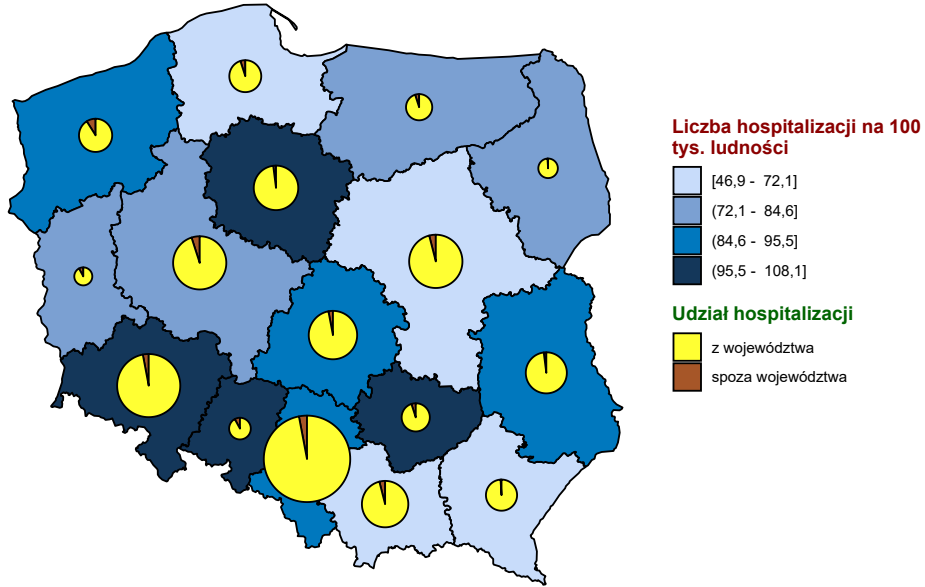 Liczba hospitalizacji na 100
tys. ludności
[46,9 - 72,1]
(72,1 - 84,6]
(84,6 - 95,5]
(95,5 - 108,1]
Udział hospitalizacji
z województwa
spoza województwa